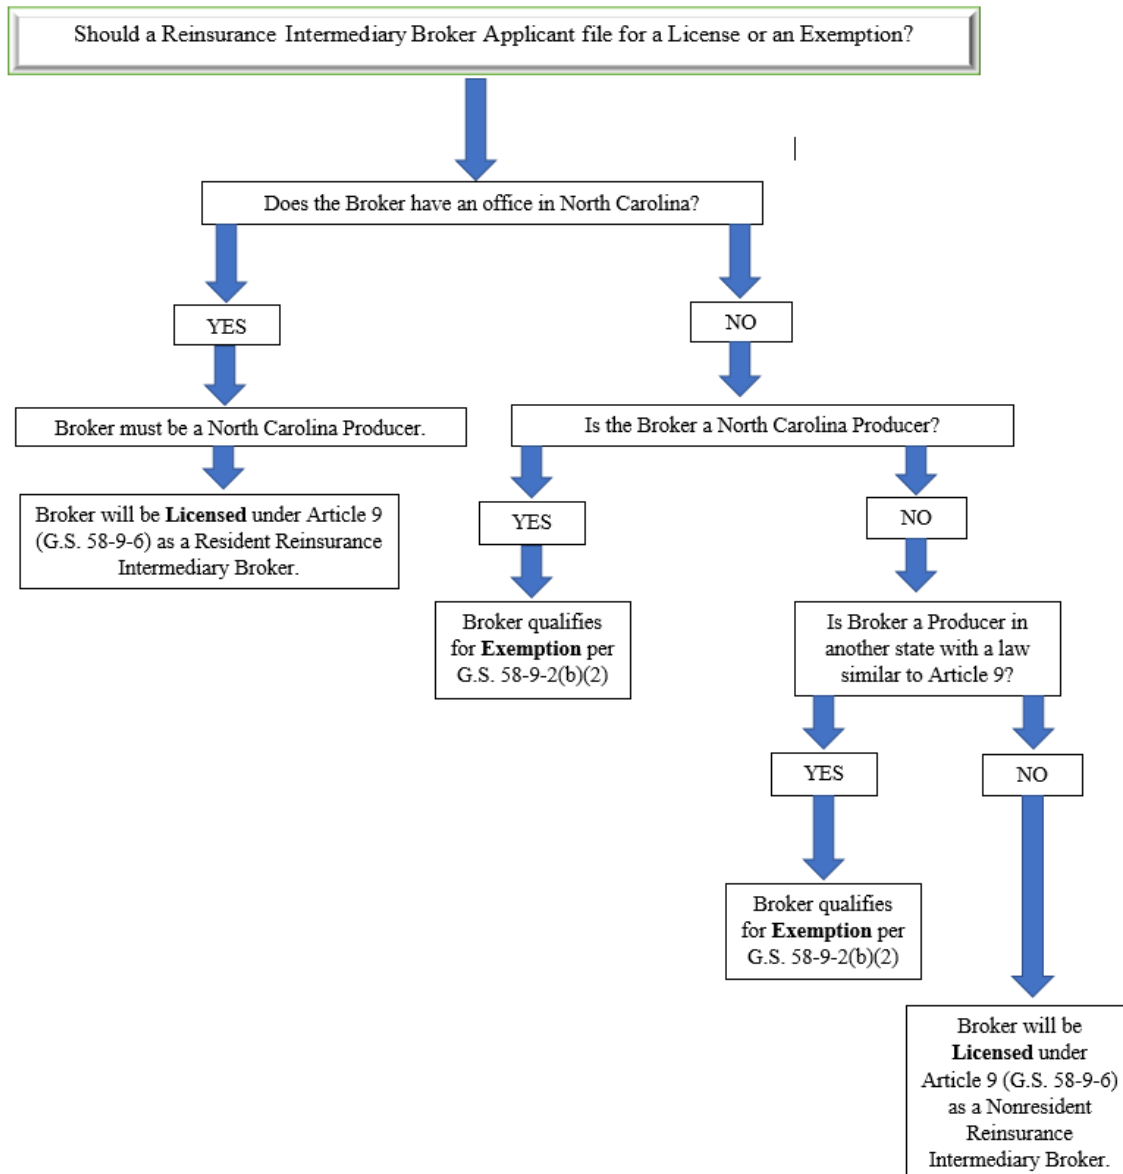 Should a Reinsurance Intermediary Broker Applicant file for a License or an Exemption?
Does the Broker have an office in North Carolina?
YES
NO
Broker must be a North Carolina Producer.
Is the Broker a North Carolina Producer?
Broker will be Licensed under Article 9
(G.S. 58-9-6) as a Resident Reinsurance
Intermediary Broker.
YES
NO
Broker qualifies
for Exemption per
G.S. 58-9-2(b)(2)
Is Broker a Producer in
another state with a law
similar to Article 9?
YES
NO
Broker qualifies
for Exemption per
G.S. 58-9-2(b)(2)
Broker will be
Licensed under
Article 9 (G.S. 58-9-6)
as a Nonresident
Reinsurance
Intermediary Broker.